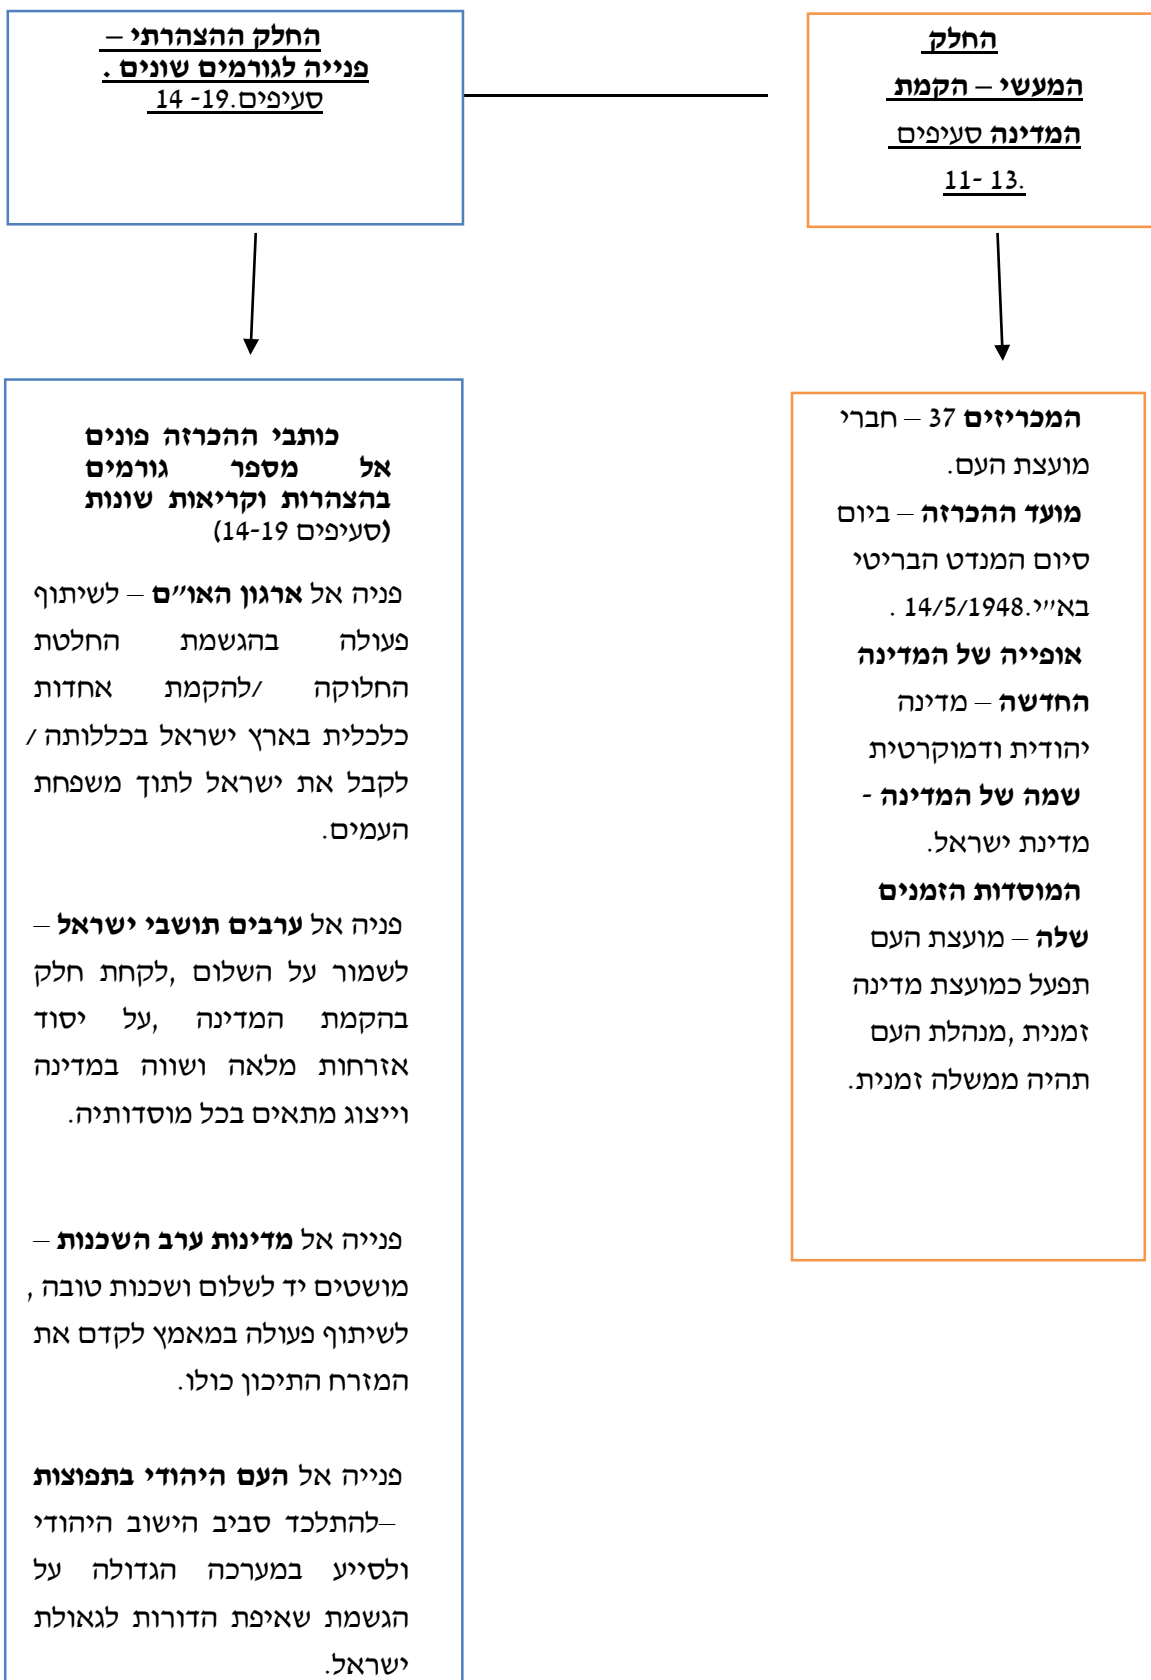 החלק
המעשי – הקמת
המדינה סעיפים
11- 13.
החלק ההצהרתי –
פנייה לגורמים שונים .
סעיפים.19- 14
המכריזים 37 – חברי
מועצת העם.
מועד ההכרזה – ביום
סיום המנדט הבריטי
בא״י.14/5/1948 .
אופייה של המדינה
החדשה – מדינה
יהודית ודמוקרטית
שמה של המדינה -
מדינת ישראל.
המוסדות הזמנים
שלה – מועצת העם
תפעל כמועצת מדינה
זמנית ,מנהלת העם
תהיה ממשלה זמנית.
כותבי ההכרזה פונים
אל מספר גורמים
בהצהרות וקריאות שונות
(סעיפים 14-19)
פניה אל ארגון האו״ם – לשיתוף
פעולה בהגשמת החלטת
החלוקה /להקמת אחדות
כלכלית בארץ ישראל בכללותה /
לקבל את ישראל לתוך משפחת
העמים.
פניה אל ערבים תושבי ישראל –
לשמור על השלום ,לקחת חלק
בהקמת המדינה ,על יסוד
אזרחות מלאה ושווה במדינה
וייצוג מתאים בכל מוסדותיה.
פנייה אל מדינות ערב השכנות –
מושטים יד לשלום ושכנות טובה ,
לשיתוף פעולה במאמץ לקדם את
המזרח התיכון כולו.
פנייה אל העם היהודי בתפוצות
–להתלכד סביב הישוב היהודי
ולסייע במערכה הגדולה על
הגשמת שאיפת הדורות לגאולת
ישראל.